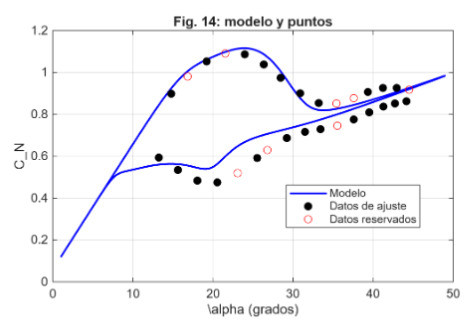 Fig. 14: modelo y puntos
1.2
1
0.8
0.6
0.4
0.2
0
C_N
Modelo
Datos de ajuste
Datos reservados
0 10 20 30 40 50
\alpha (grados)